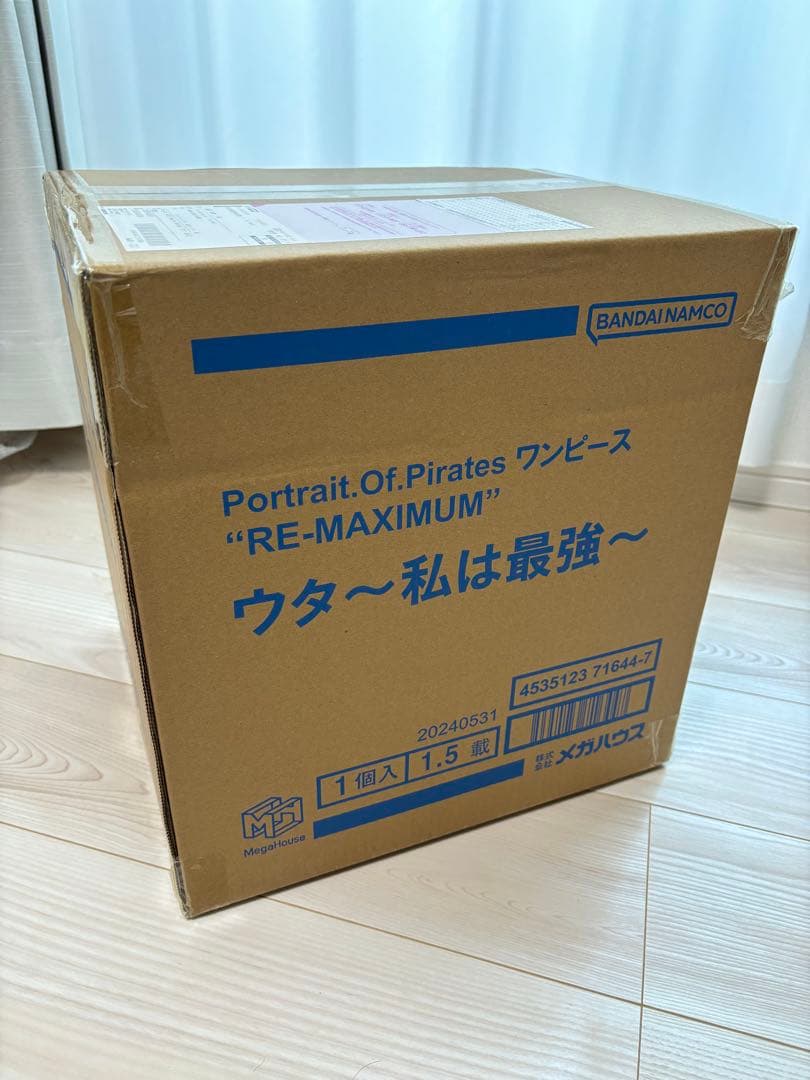 BANDAI NAMCO
Portrait.Of.Pirates ワンピース
“RE-MAXIMUM”
ウタ～私は最強～
4535123 71644-7
20240531
1個入 1.5 載
株式会社 メガハウス
MegaHouse